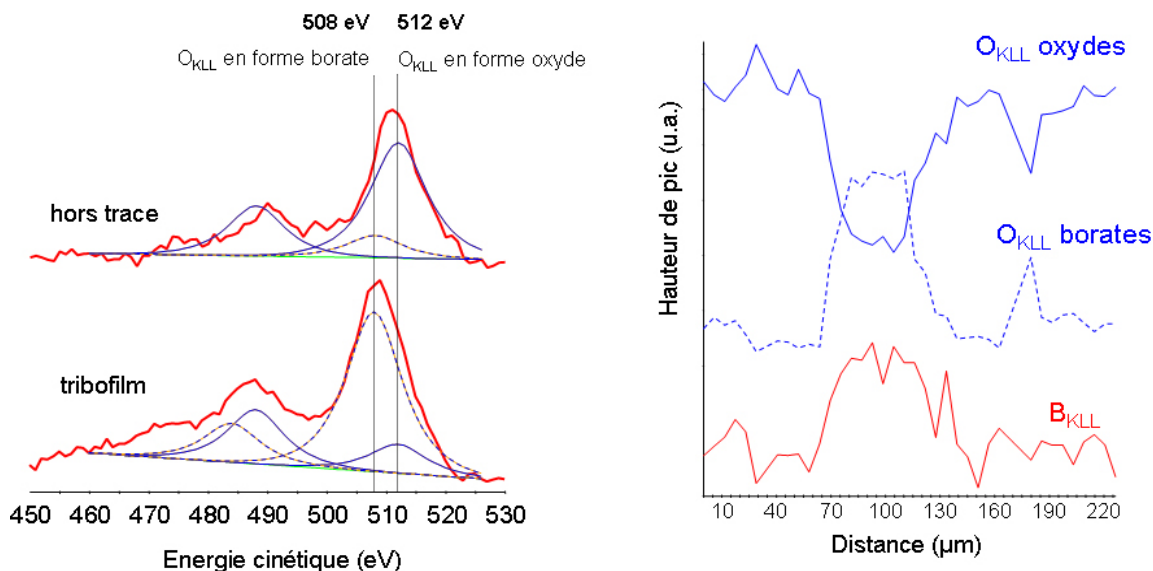 508 eV 512 eV
OKLL en forme borate OKLL en forme oxyde
hors trace
tribofilm
450 460 470 480 490 500 510 520 530
Energie cinétique (eV)
OKLL oxydes
OKLL borates
BKLL
Hauteur de pic (u.a.)
10 40 70 100 130 160 190 220
Distance (µm)